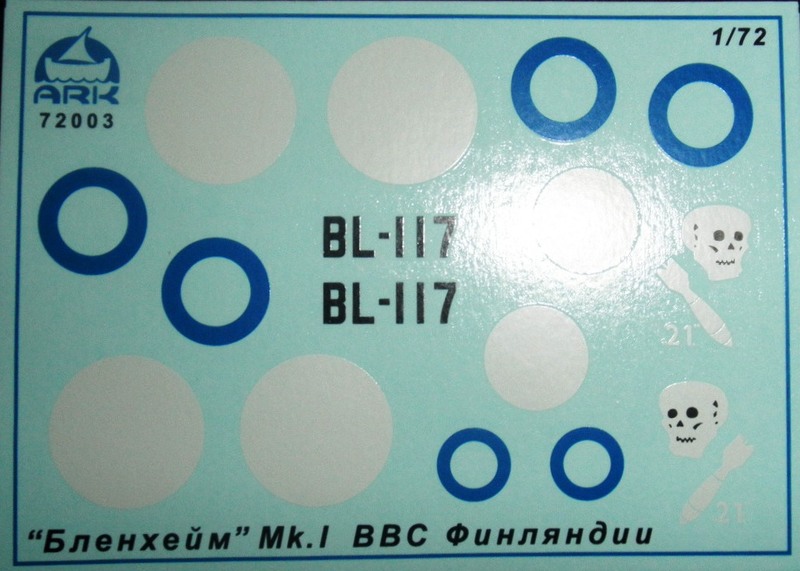 1/72
ARK
72003
BL-117
BL-117
21
21
"Бленхейм" Mk.I ВВС Финляндии